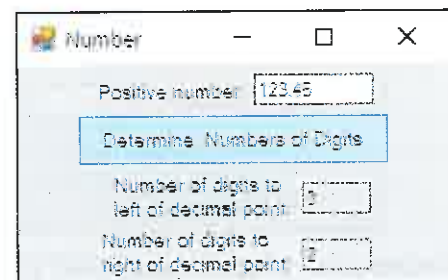 Number
Positive number: 123.45
Determine Numbers of Digits
Number of digits to
left of decimal point: 3
Number of digits to
right of decimal point: 2